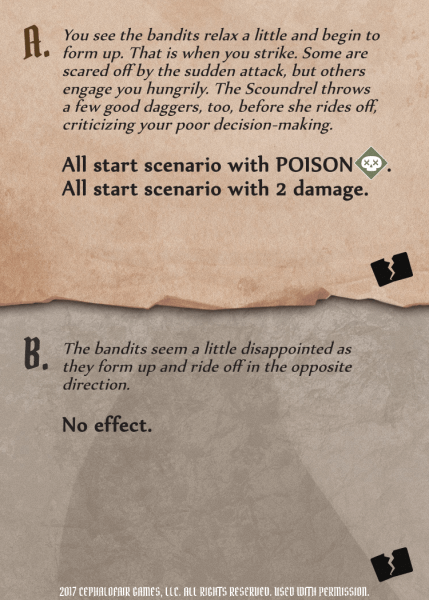 A. You see the bandits relax a little and begin to
form up. That is when you strike. Some are
scared off by the sudden attack, but others
engage you hungrily. The Scoundrel throws
a few good daggers, too, before she rides off,
criticizing your poor decision-making.
All start scenario with POISON.
All start scenario with 2 damage.
B. The bandits seem a little disappointed as
they form up and ride off in the opposite
direction.
No effect.
2017 CEPHALOFAIR GAMES, LLC. ALL RIGHTS RESERVED. USED WITH PERMISSION.